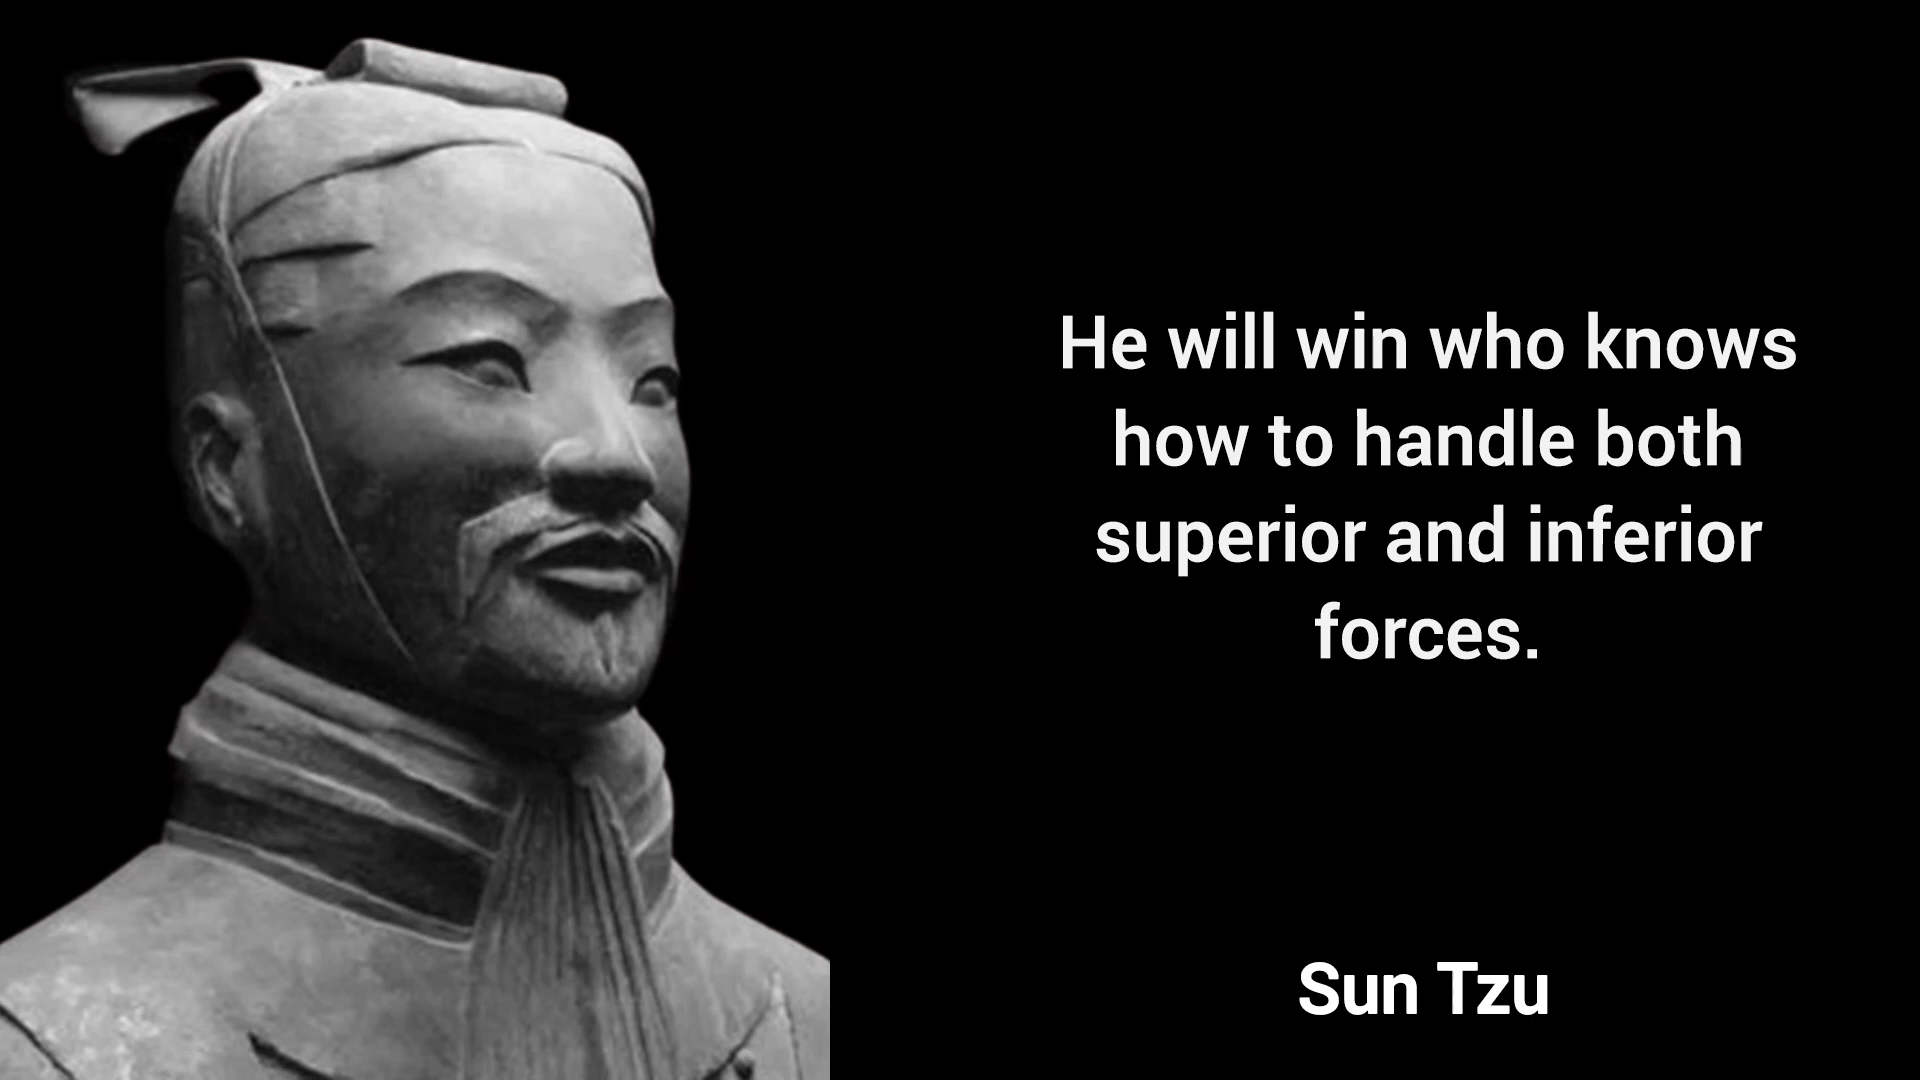 He will win who knows
how to handle both
superior and inferior
forces.
Sun Tzu